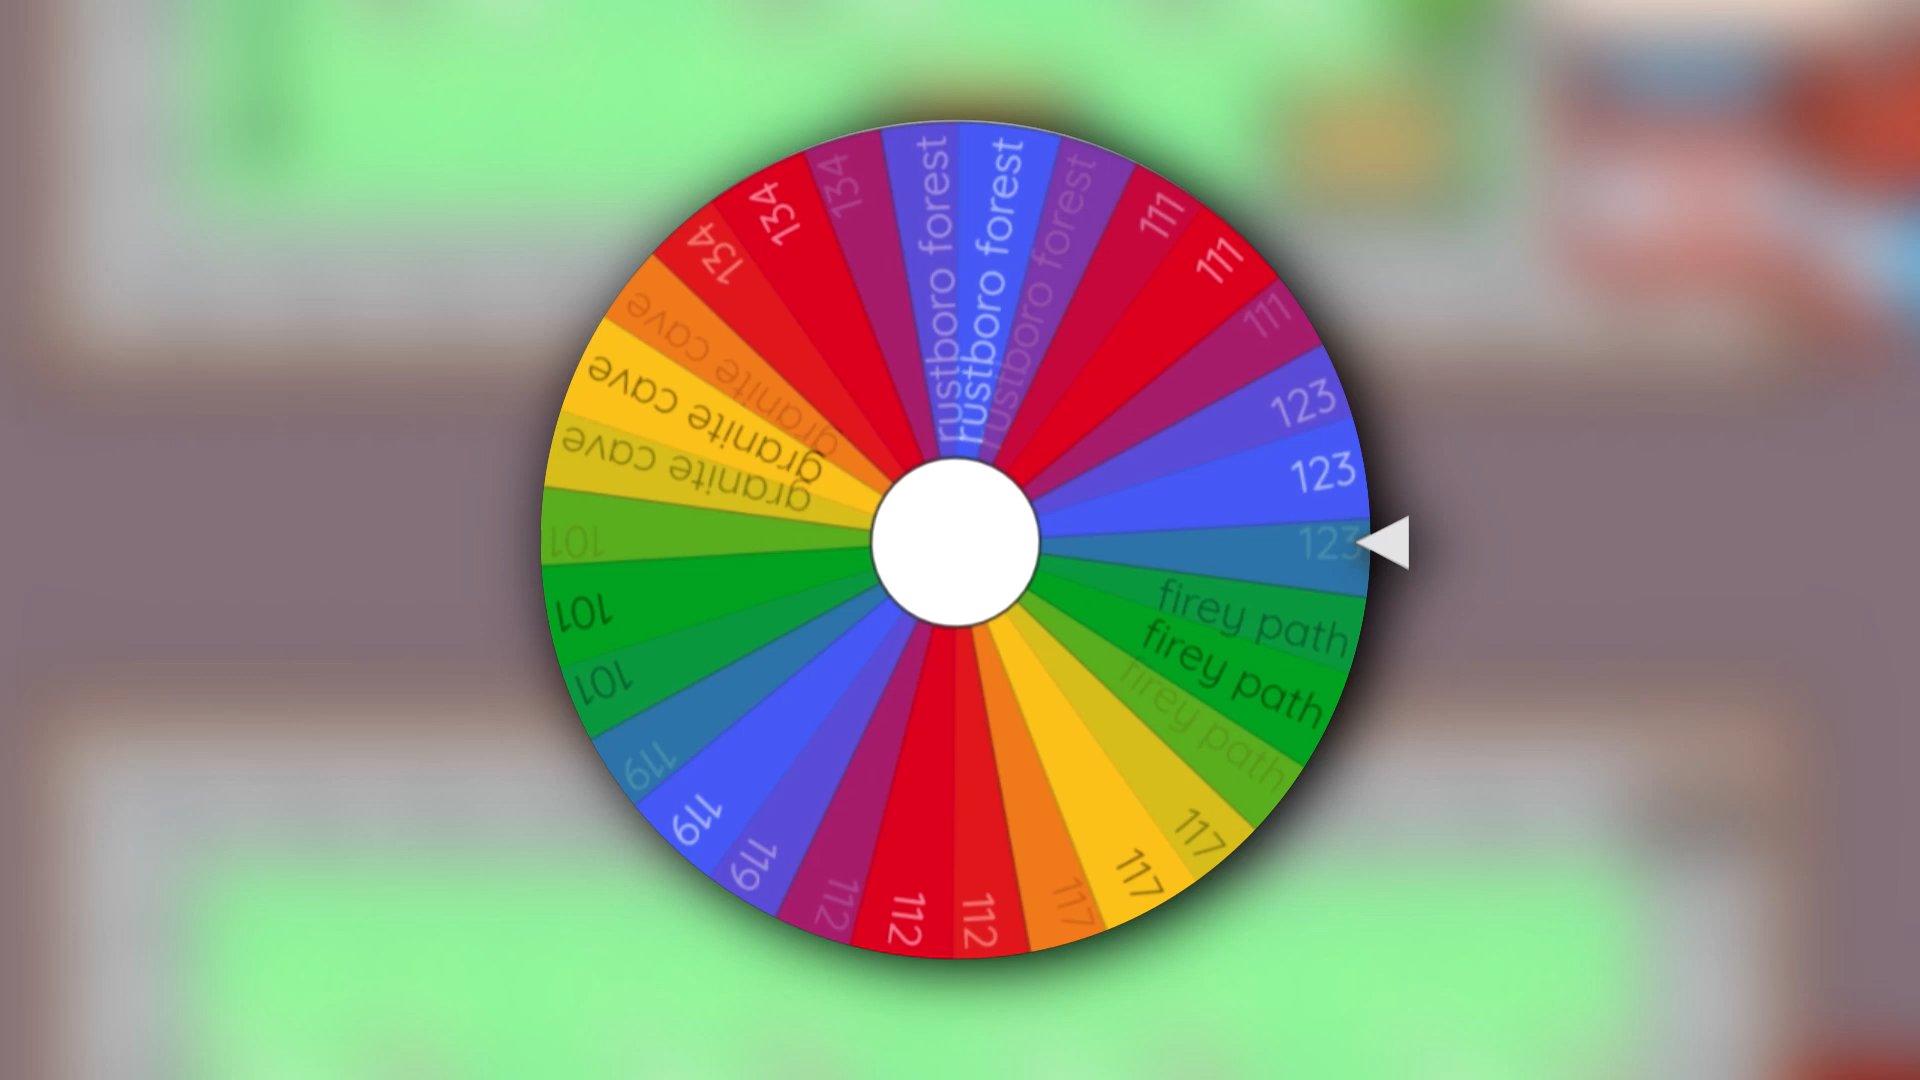 rustboro forest
rustboro forest
rustboro forest
111
111
111
123
123
123
firey path
firey path
firey path
117
117
117
112
112
112
119
119
119
101
101
101
granite cave
granite cave
granite cave
134
134
134